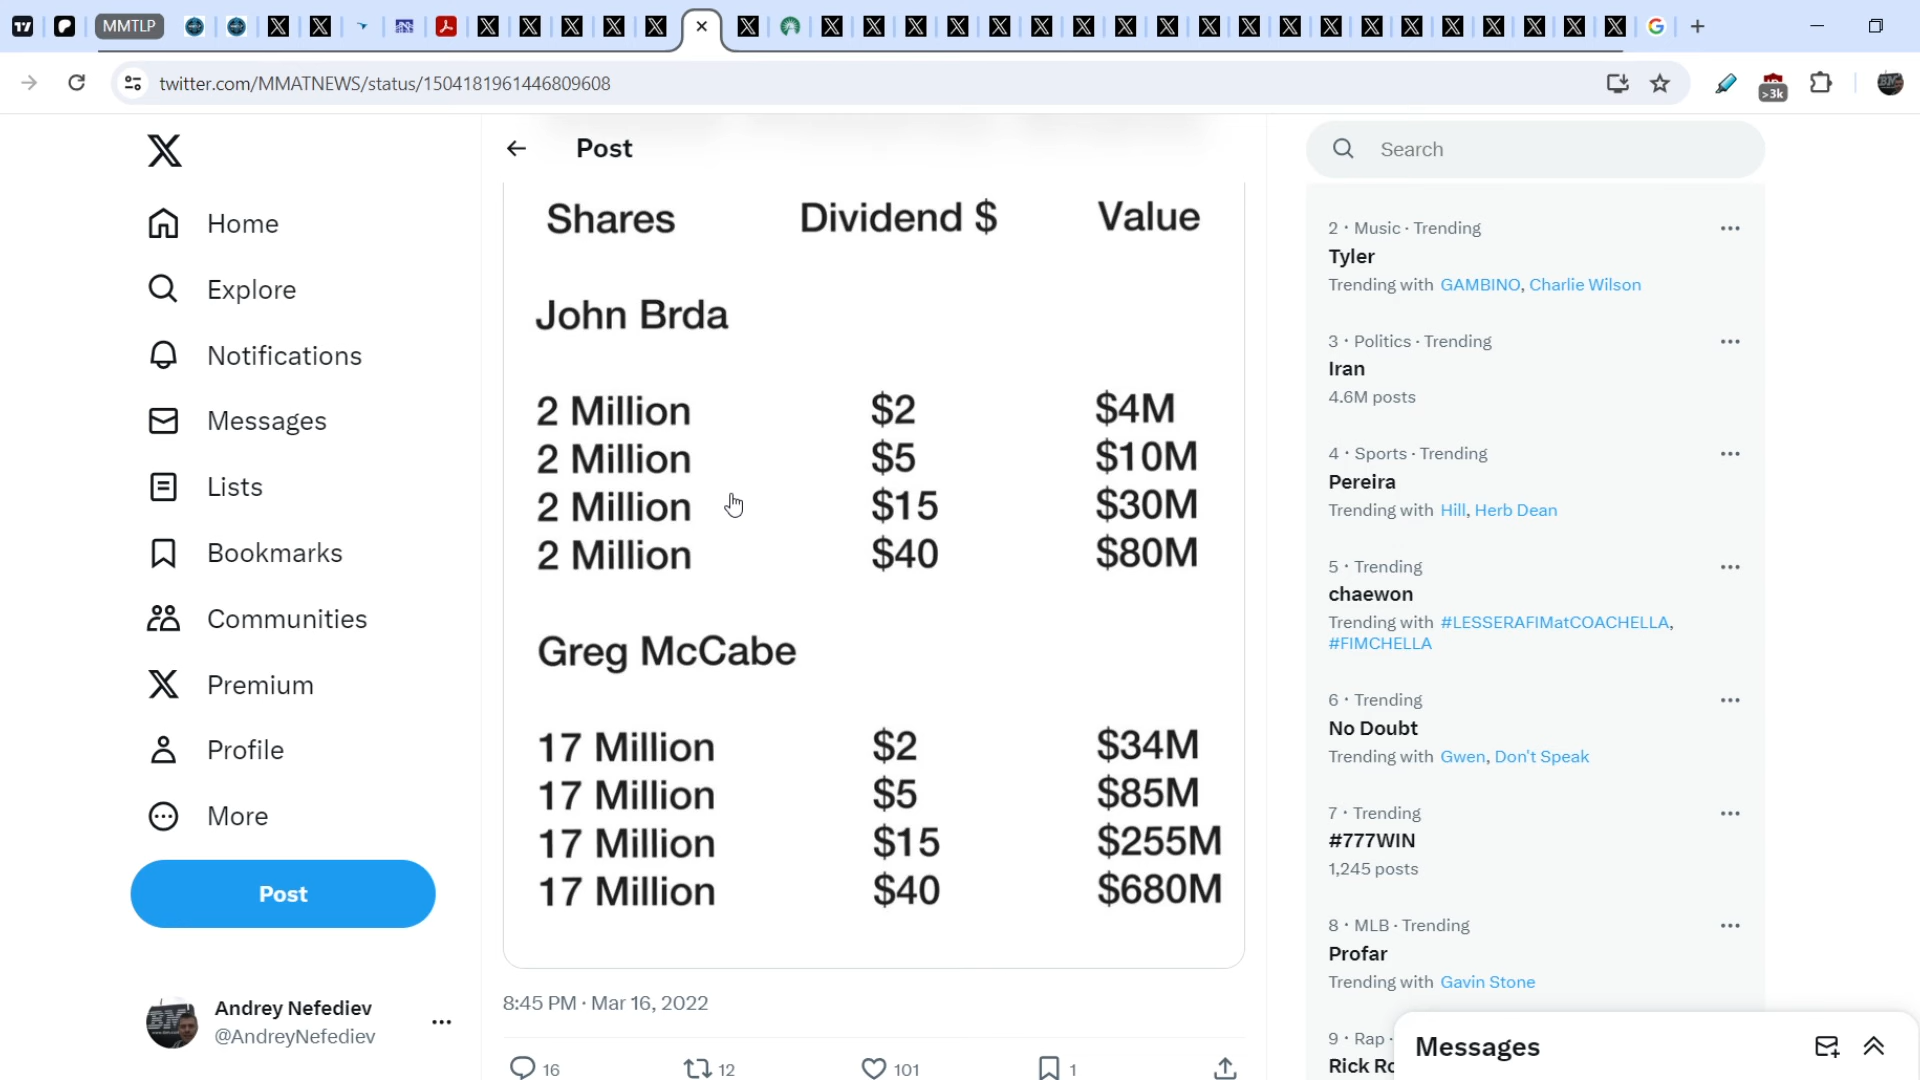 MMTLP
twitter.com/MMATNEWS/status/1504181961446809608
>3k
Home
Explore
Notifications
Messages
Lists
Bookmarks
Communities
Premium
Profile
More
Post
Andrey Nefediev
@AndreyNefediev
Post
Shares Dividend $ Value
John Brda
2 Million $2 $4M
2 Million $5 $10M
2 Million $15 $30M
2 Million $40 $80M
Greg McCabe
17 Million $2 $34M
17 Million $5 $85M
17 Million $15 $255M
17 Million $40 $680M
8:45 PM · Mar 16, 2022
16 12 101 1
Search
2 · Music · Trending
Tyler
Trending with GAMBINO, Charlie Wilson
3 · Politics · Trending
Iran
4.6M posts
4 · Sports · Trending
Pereira
Trending with Hill, Herb Dean
5 · Trending
chaewon
Trending with #LESSERAFIMatCOACHELLA,
#FIMCHELLA
6 · Trending
No Doubt
Trending with Gwen, Don't Speak
7 · Trending
#777WIN
1,245 posts
8 · MLB · Trending
Profar
Trending with Gavin Stone
9 · Rap ·
Rick
Messages